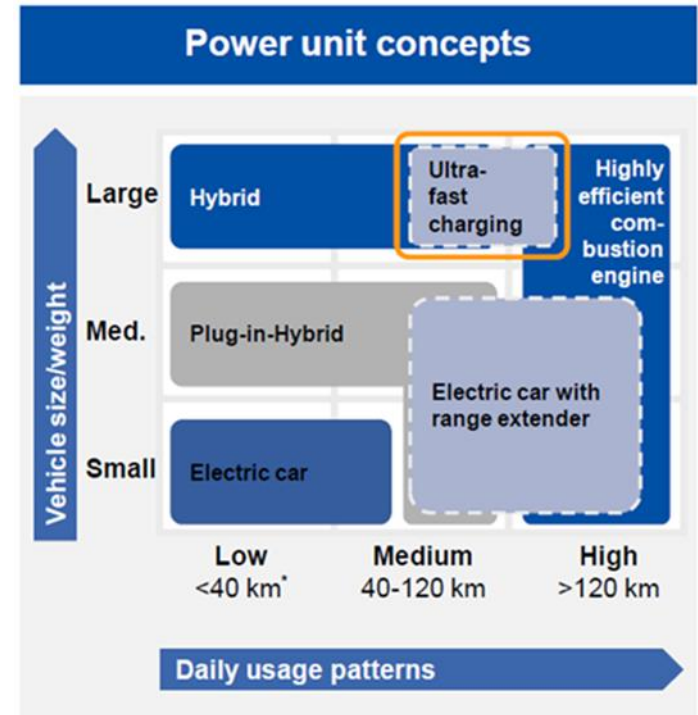 Power unit concepts
Vehicle size/weight
Large
Med.
Small
Hybrid
Ultra-
fast
charging
Highly
efficient
com-
bustion
engine
Plug-in-Hybrid
Electric car with
range extender
Electric car
Low
<40 km*
Medium
40-120 km
High
>120 km
Daily usage patterns